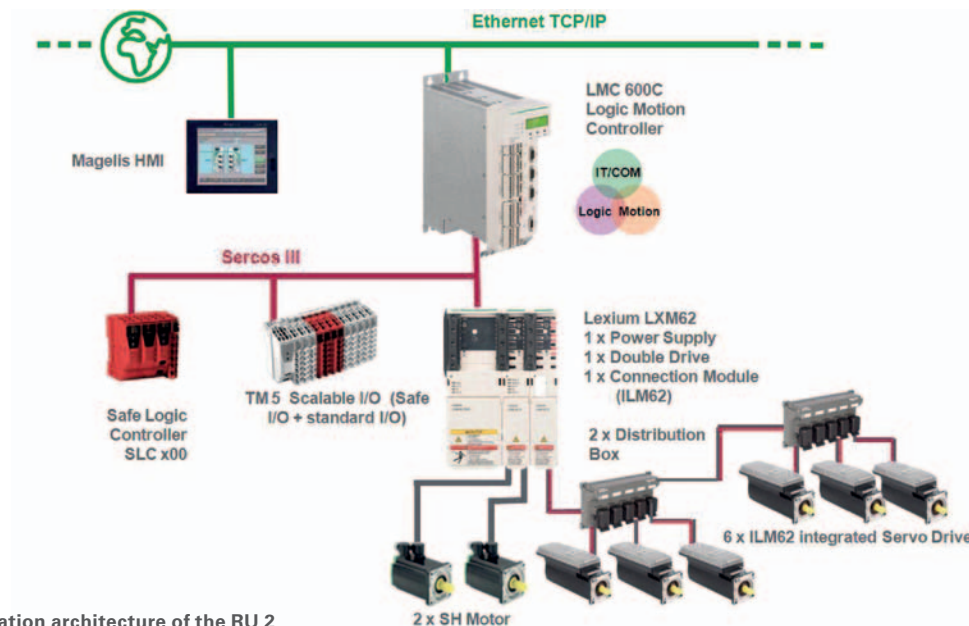 Ethernet TCP/IP
LMC 600C
Logic Motion
Controller
Magelis HMI
IT/COM
Logic Motion
Sercos III
Lexium LXM62
1 x Power Supply
1 x Double Drive
1 x Connection Module
(ILM62)
TM5 Scalable I/O (Safe
I/O + standard I/O)
Safe Logic
Controller
SLC x00
2 x Distribution
Box
6 x ILM62 integrated Servo Drive
2 x SH Motor
ation architecture of the RU 2